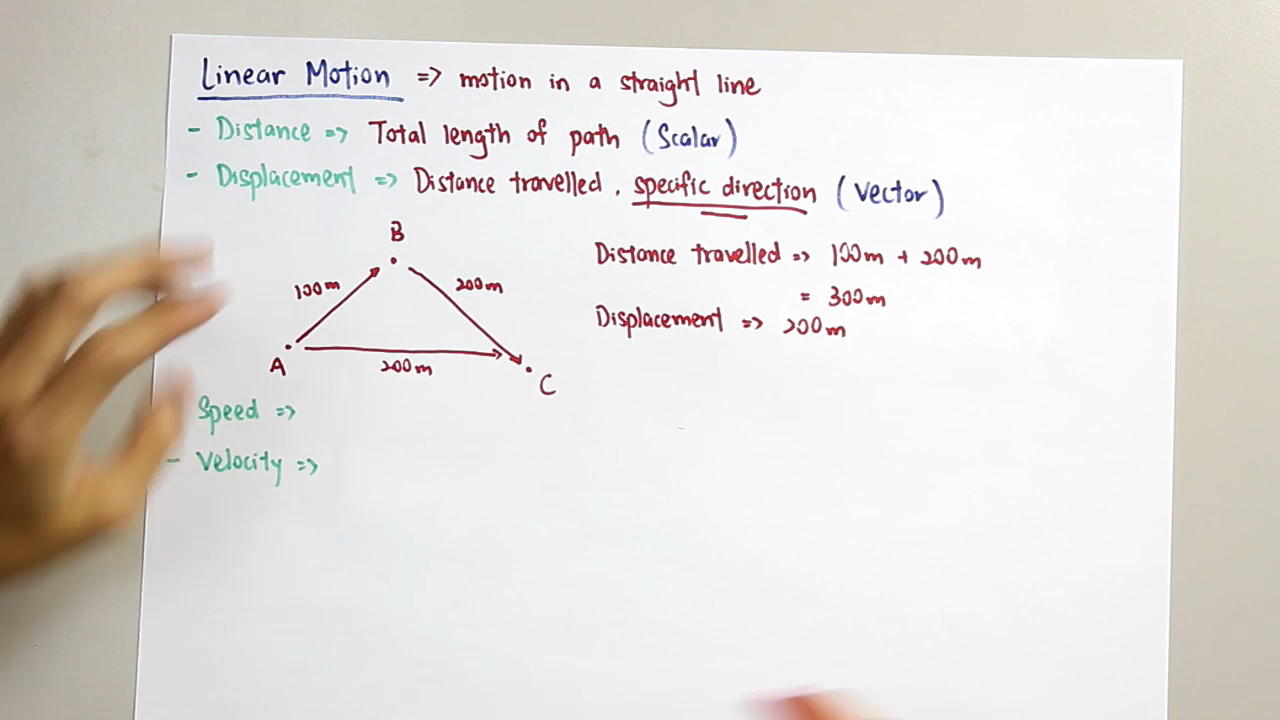 Linear Motion => motion in a straight line
- Distance => Total length of path (Scalar)
- Displacement => Distance travelled, specific direction (Vector)
B
100m
200m
A
200m
C
Distance travelled => 100m + 200m
= 300m
Displacement => 200m
Speed =>
- Velocity =>